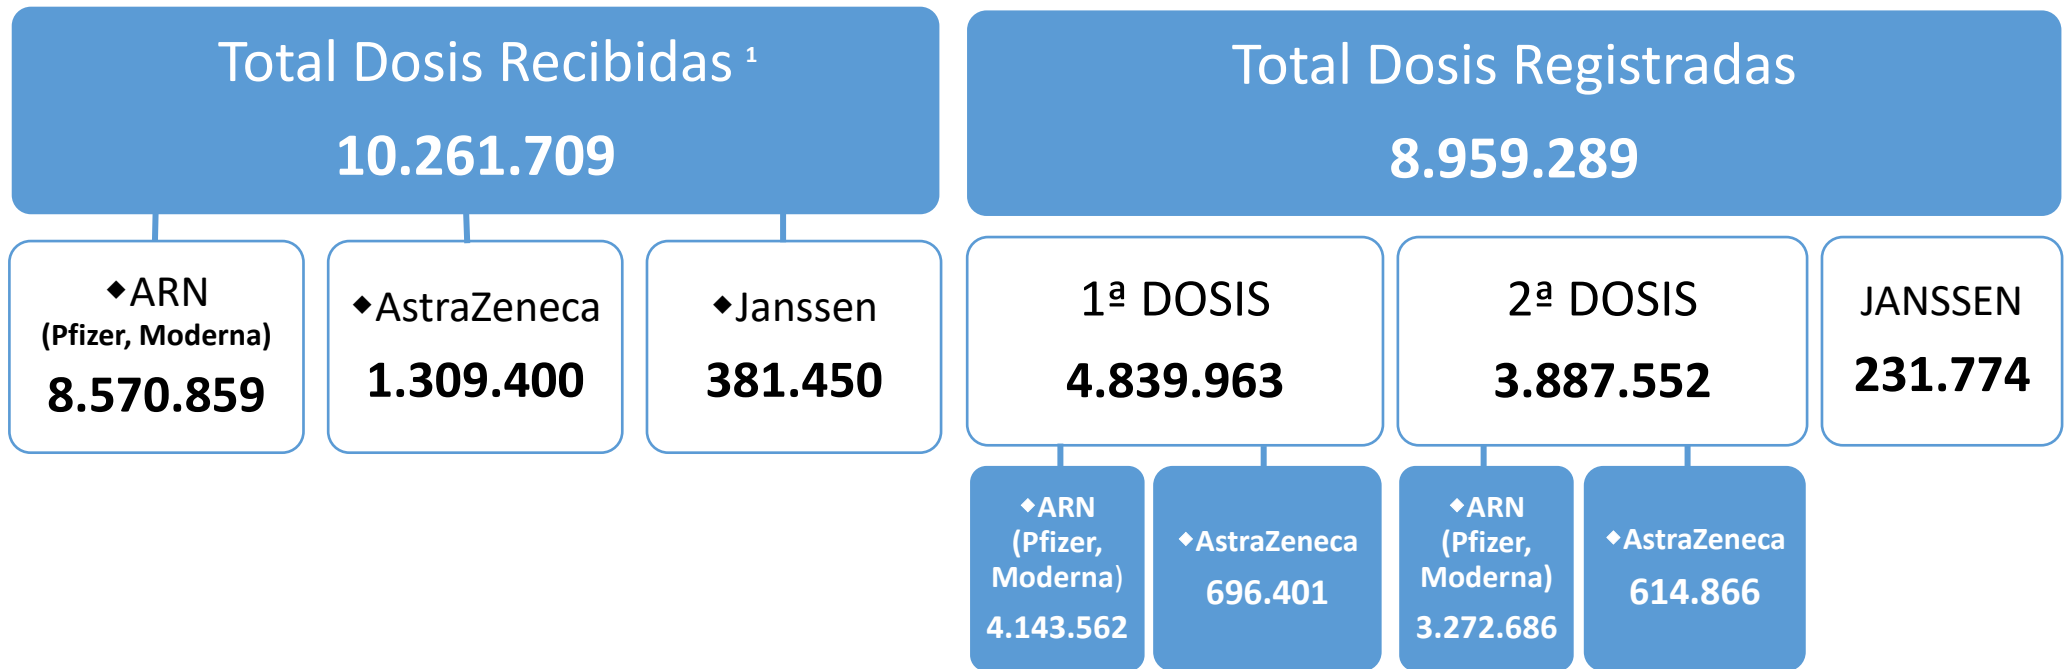 Total Dosis Recibidas ¹
10.261.709
◆ARN
(Pfizer, Moderna)
8.570.859
◆AstraZeneca
1.309.400
◆Janssen
381.450
Total Dosis Registradas
8.959.289
1ª DOSIS
4.839.963
◆ARN
(Pfizer,
Moderna)
4.143.562
◆AstraZeneca
696.401
2ª DOSIS
3.887.552
◆ARN
(Pfizer,
Moderna)
3.272.686
◆AstraZeneca
614.866
JANSSEN
231.774